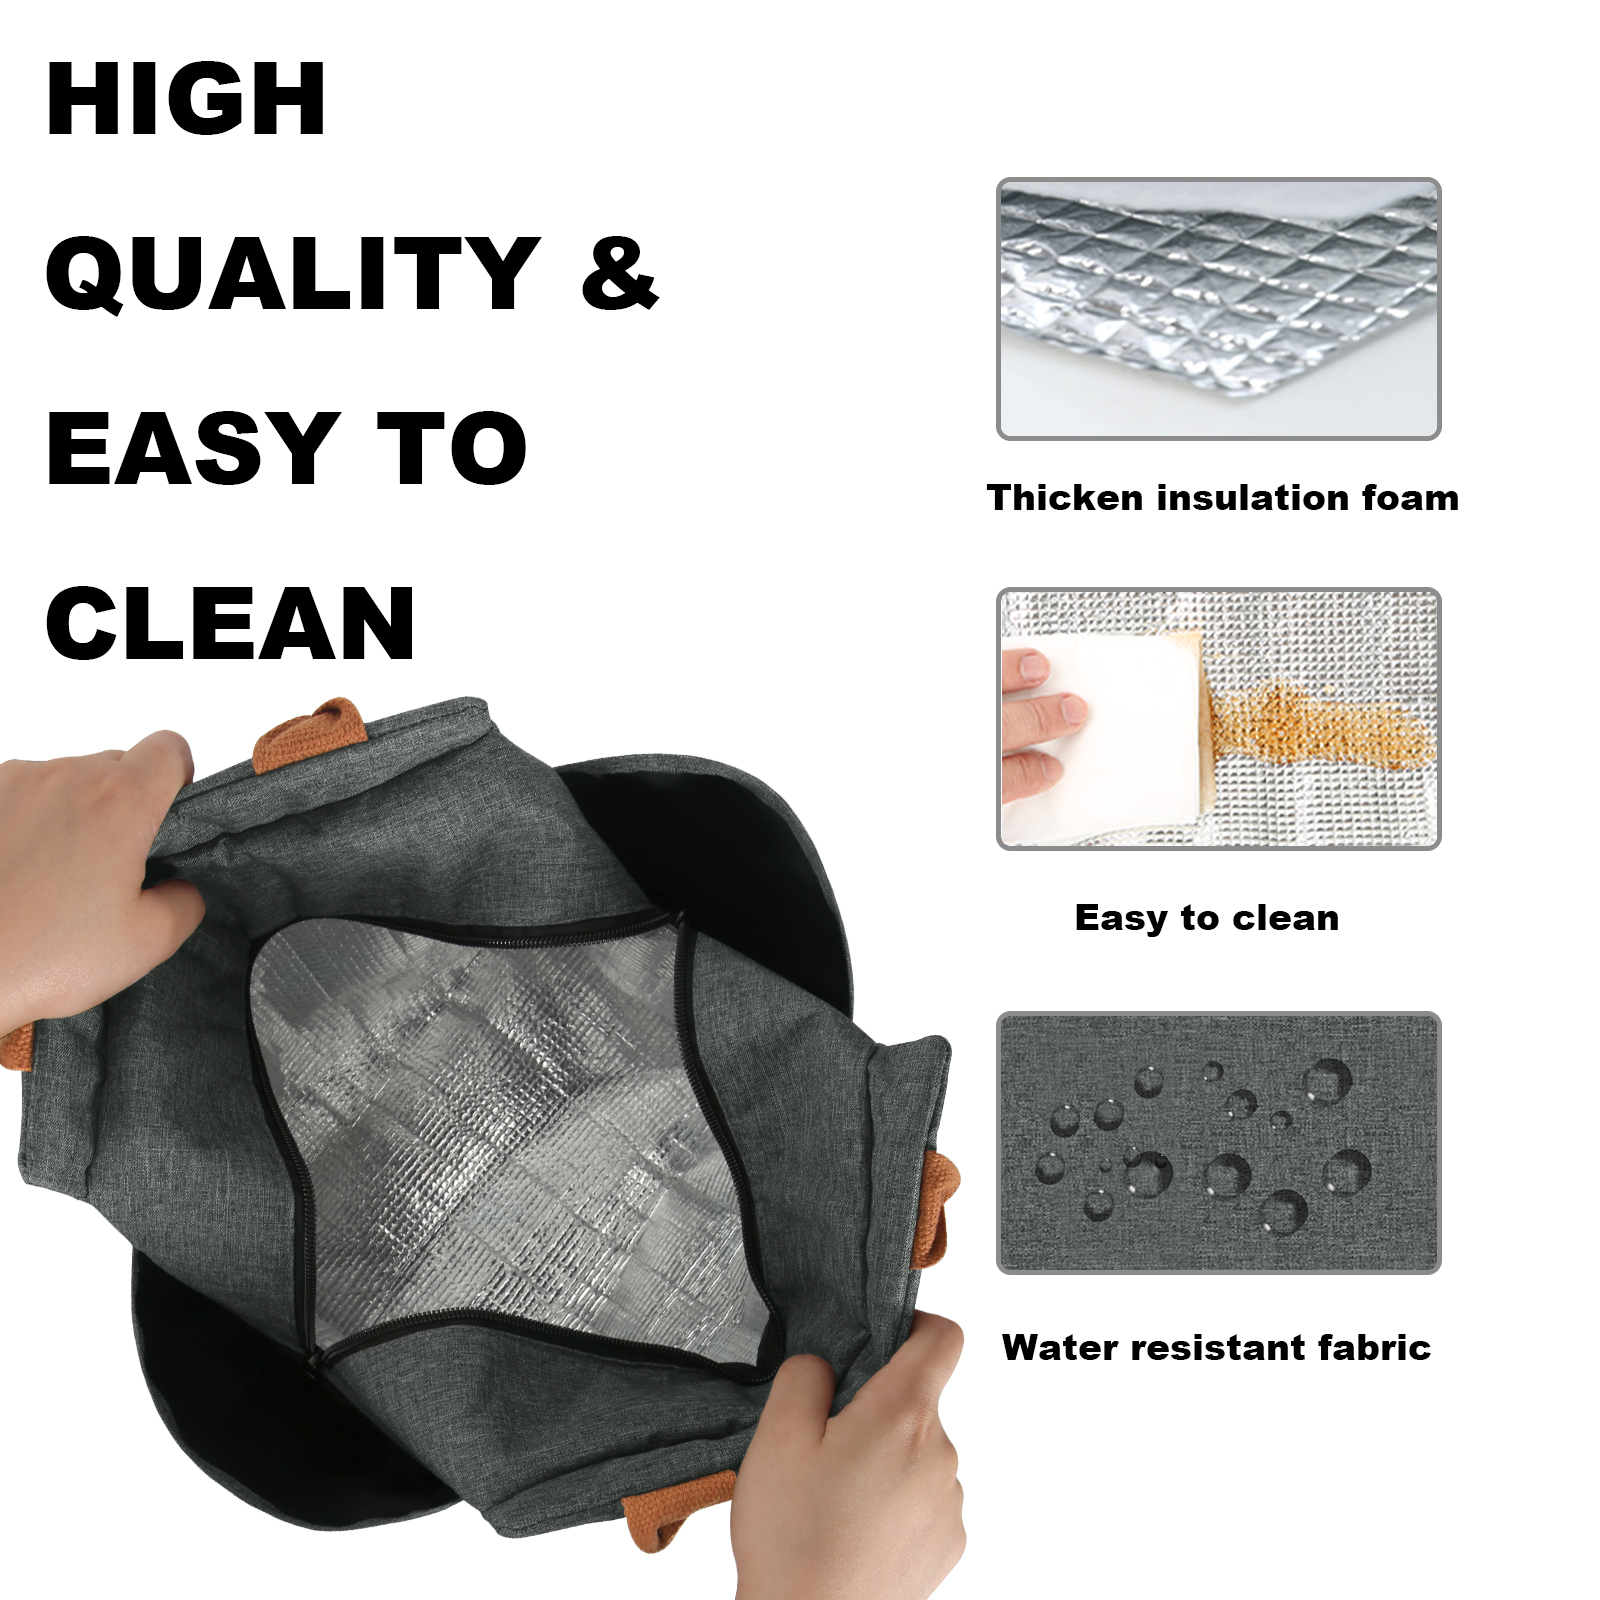 HIGH
QUALITY &
EASY TO
CLEAN
Thicken insulation foam
Easy to clean
Water resistant fabric